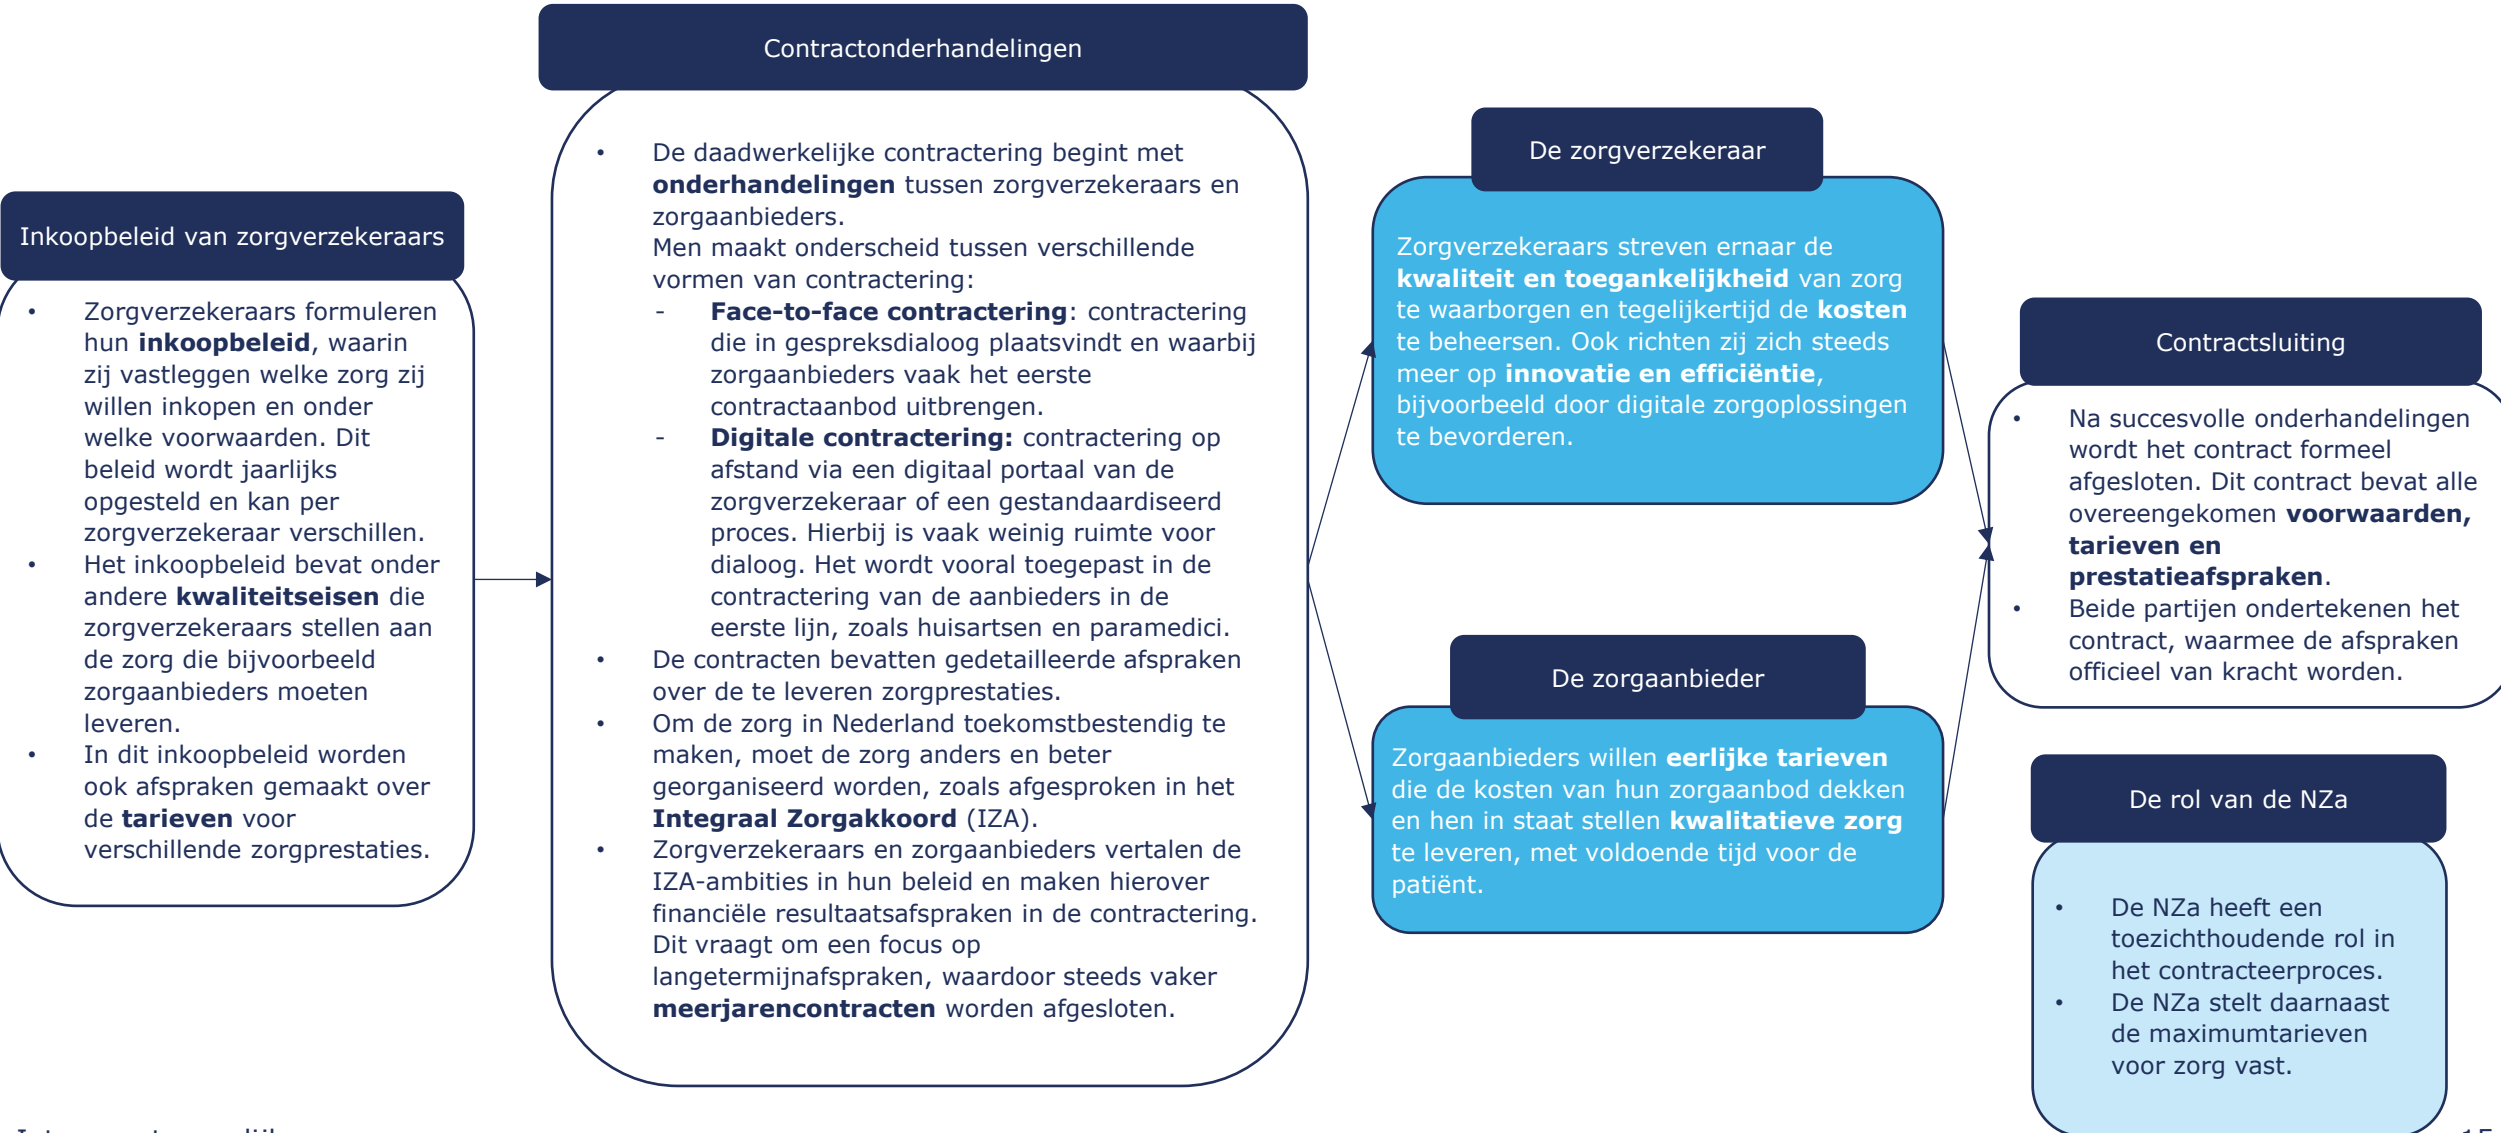 Inkoopbeleid van zorgverzekeraars
• Zorgverzekeraars formuleren
hun inkoopbeleid, waarin
zij vastleggen welke zorg zij
willen inkopen en onder
welke voorwaarden. Dit
beleid wordt jaarlijks
opgesteld en kan per
zorgverzekeraar verschillen.
• Het inkoopbeleid bevat onder
andere kwaliteitseisen die
zorgverzekeraars stellen aan
de zorg die bijvoorbeeld
zorgaanbieders moeten
leveren.
• In dit inkoopbeleid worden
ook afspraken gemaakt over
de tarieven voor
verschillende zorgprestaties.
Contractonderhandelingen
• De daadwerkelijke contractering begint met
onderhandelingen tussen zorgverzekeraars en
zorgaanbieders.
Men maakt onderscheid tussen verschillende
vormen van contractering:
- Face-to-face contractering: contractering
die in gespreksdialoog plaatsvindt en waarbij
zorgaanbieders vaak het eerste
contractaanbod uitbrengen.
- Digitale contractering: contractering op
afstand via een digitaal portaal van de
zorgverzekeraar of een gestandaardiseerd
proces. Hierbij is vaak weinig ruimte voor
dialoog. Het wordt vooral toegepast in de
contractering van de aanbieders in de
eerste lijn, zoals huisartsen en paramedici.
• De contracten bevatten gedetailleerde afspraken
over de te leveren zorgprestaties.
• Om de zorg in Nederland toekomstbestendig te
maken, moet de zorg anders en beter
georganiseerd worden, zoals afgesproken in het
Integraal Zorgakkoord (IZA).
• Zorgverzekeraars en zorgaanbieders vertalen de
IZA-ambities in hun beleid en maken hierover
financiële resultaatsafspraken in de contractering.
Dit vraagt om een focus op
langetermijnafspraken, waardoor steeds vaker
meerjarencontracten worden afgesloten.
De zorgverzekeraar
Zorgverzekeraars streven ernaar de
kwaliteit en toegankelijkheid van zorg
te waarborgen en tegelijkertijd de kosten
te beheersen. Ook richten zij zich steeds
meer op innovatie en efficiëntie,
bijvoorbeeld door digitale zorgoplossingen
te bevorderen.
De zorgaanbieder
Zorgaanbieders willen eerlijke tarieven
die de kosten van hun zorgaanbod dekken
en hen in staat stellen kwalitatieve zorg
te leveren, met voldoende tijd voor de
patiënt.
Contractsluiting
• Na succesvolle onderhandelingen
wordt het contract formeel
afgesloten. Dit contract bevat alle
overeengekomen voorwaarden,
tarieven en
prestatieafspraken.
• Beide partijen ondertekenen het
contract, waarmee de afspraken
officieel van kracht worden.
De rol van de NZa
• De NZa heeft een
toezichthoudende rol in
het contracteerproces.
• De NZa stelt daarnaast
de maximumtarieven
voor zorg vast.